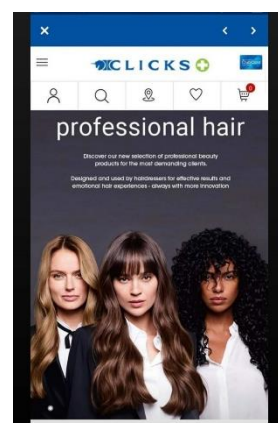 CLICKS
0
professional hair
Discover our new selection of professional beauty
products for the most demanding clients.
Designed and used by hairdressers for effective results and
emotional hair experiences - always with more innovation